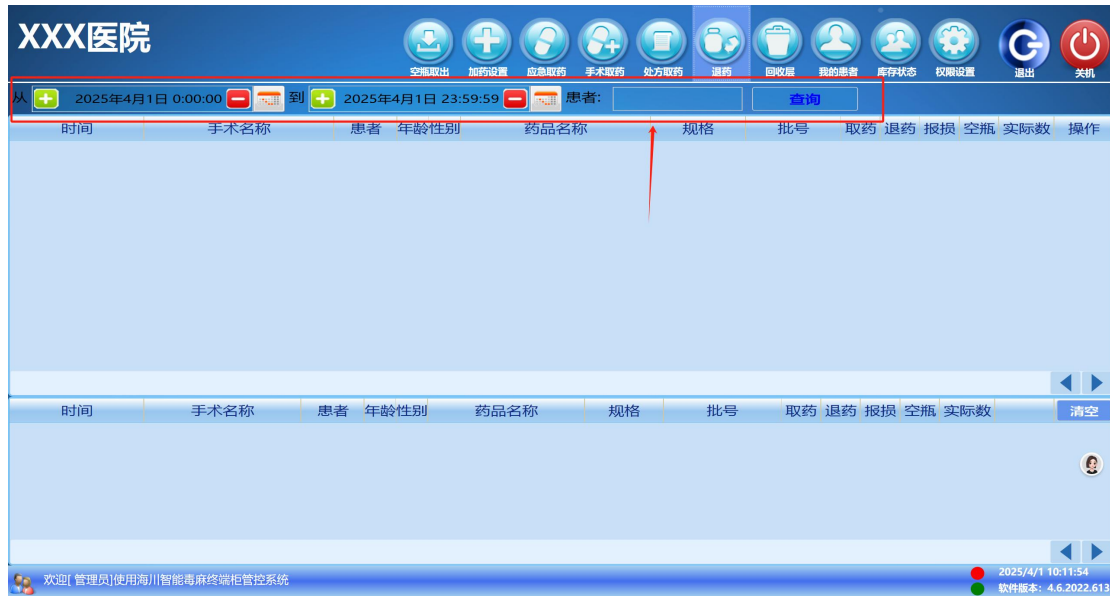 XXX医院
空瓶取出 加药设置 应急取药 手术取药 处方取药 退药 回收层 我的患者 库存状态 权限设置 退出 关机
从 2025年4月1日 0:00:00 到 2025年4月1日 23:59:59 患者: 查询
时间 手术名称 患者 年龄性别 药品名称 规格 批号 取药 退药 报损 空瓶 实际数 操作
时间 手术名称 患者 年龄性别 药品名称 规格 批号 取药 退药 报损 空瓶 实际数 清空
欢迎[ 管理员]使用海川智能毒麻终端柜管控系统
2025/4/1 10:11:54
软件版本: 4.6.2022.613